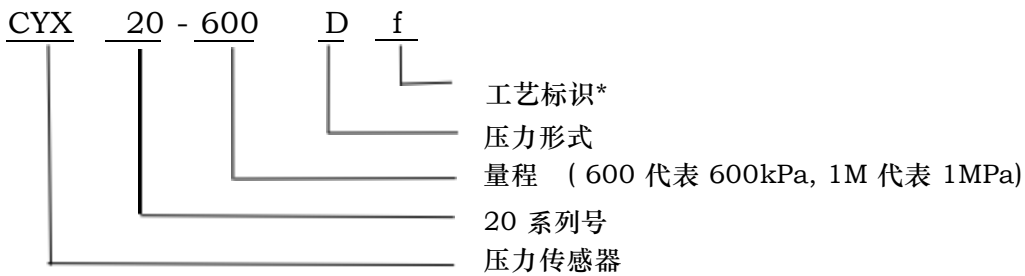 CYX 20 - 600 D f
工艺标识*
压力形式
量程 ( 600 代表 600kPa, 1M 代表 1MPa)
20 系列号
压力传感器